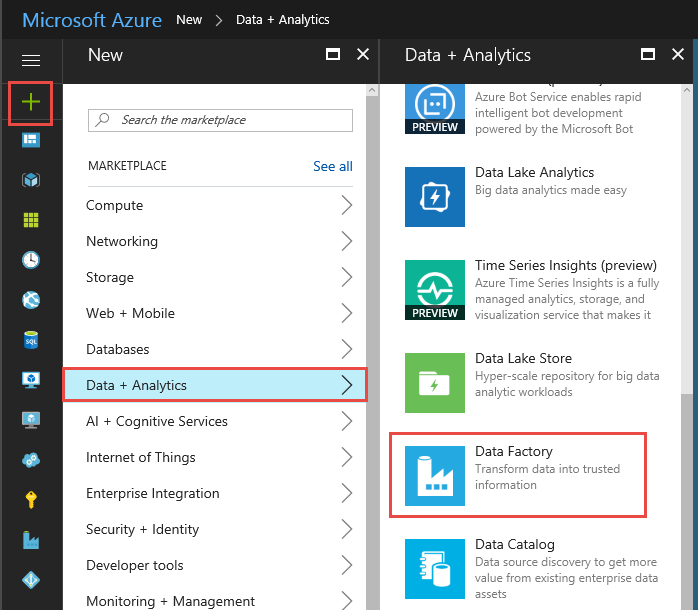 Microsoft Azure New > Data + Analytics
New
Search the marketplace
MARKETPLACE See all
Compute
Networking
Storage
Web + Mobile
Databases
Data + Analytics
AI + Cognitive Services
Internet of Things
Enterprise Integration
Security + Identity
Developer tools
Monitoring + Management
SQL
Data + Analytics
PREVIEW
Azure Bot Service enables rapid
intelligent bot development
powered by the Microsoft Bot
Data Lake Analytics
Big data analytics made easy
PREVIEW
Time Series Insights (preview)
Azure Time Series Insights is a fully
managed analytics, storage, and
visualization service that makes it
Data Lake Store
Hyper-scale repository for big data
analytic workloads
Data Factory
Transform data into trusted
information
Data Catalog
Data source discovery to get more
value from existing enterprise data
assets